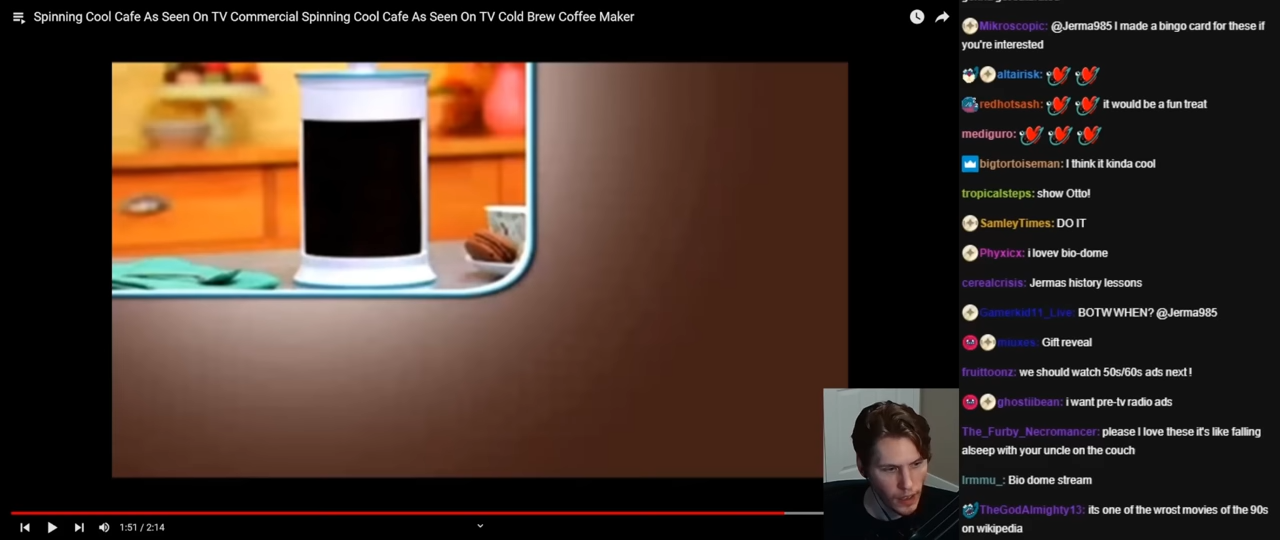 Spinning Cool Cafe As Seen On TV Commercial Spinning Cool Cafe As Seen On TV Cold Brew Coffee Maker
1:51 / 2:14
Mikroscopic: @Jerma985 I made a bingo card for these if
you're interested
altairisk:
redhotsash: it would be a fun treat
mediguro:
bigtortoiseman: I think it kinda cool
tropicalsteps: show Otto!
SamleyTimes: DO IT
Phyxicx: i lovev bio-dome
cerealcrisis: Jermas history lessons
Gamerkid11_Live: BOTW WHEN? @Jerma985
miuxes: Gift reveal
fruittoonz: we should watch 50s/60s ads next !
ghostiibean: i want pre-tv radio ads
The_Furby_Necromancer: please I love these it's like falling
alseep with your uncle on the couch
lrmmu_: Bio dome stream
TheGodAlmighty13: its one of the wrost movies of the 90s
on wikipedia